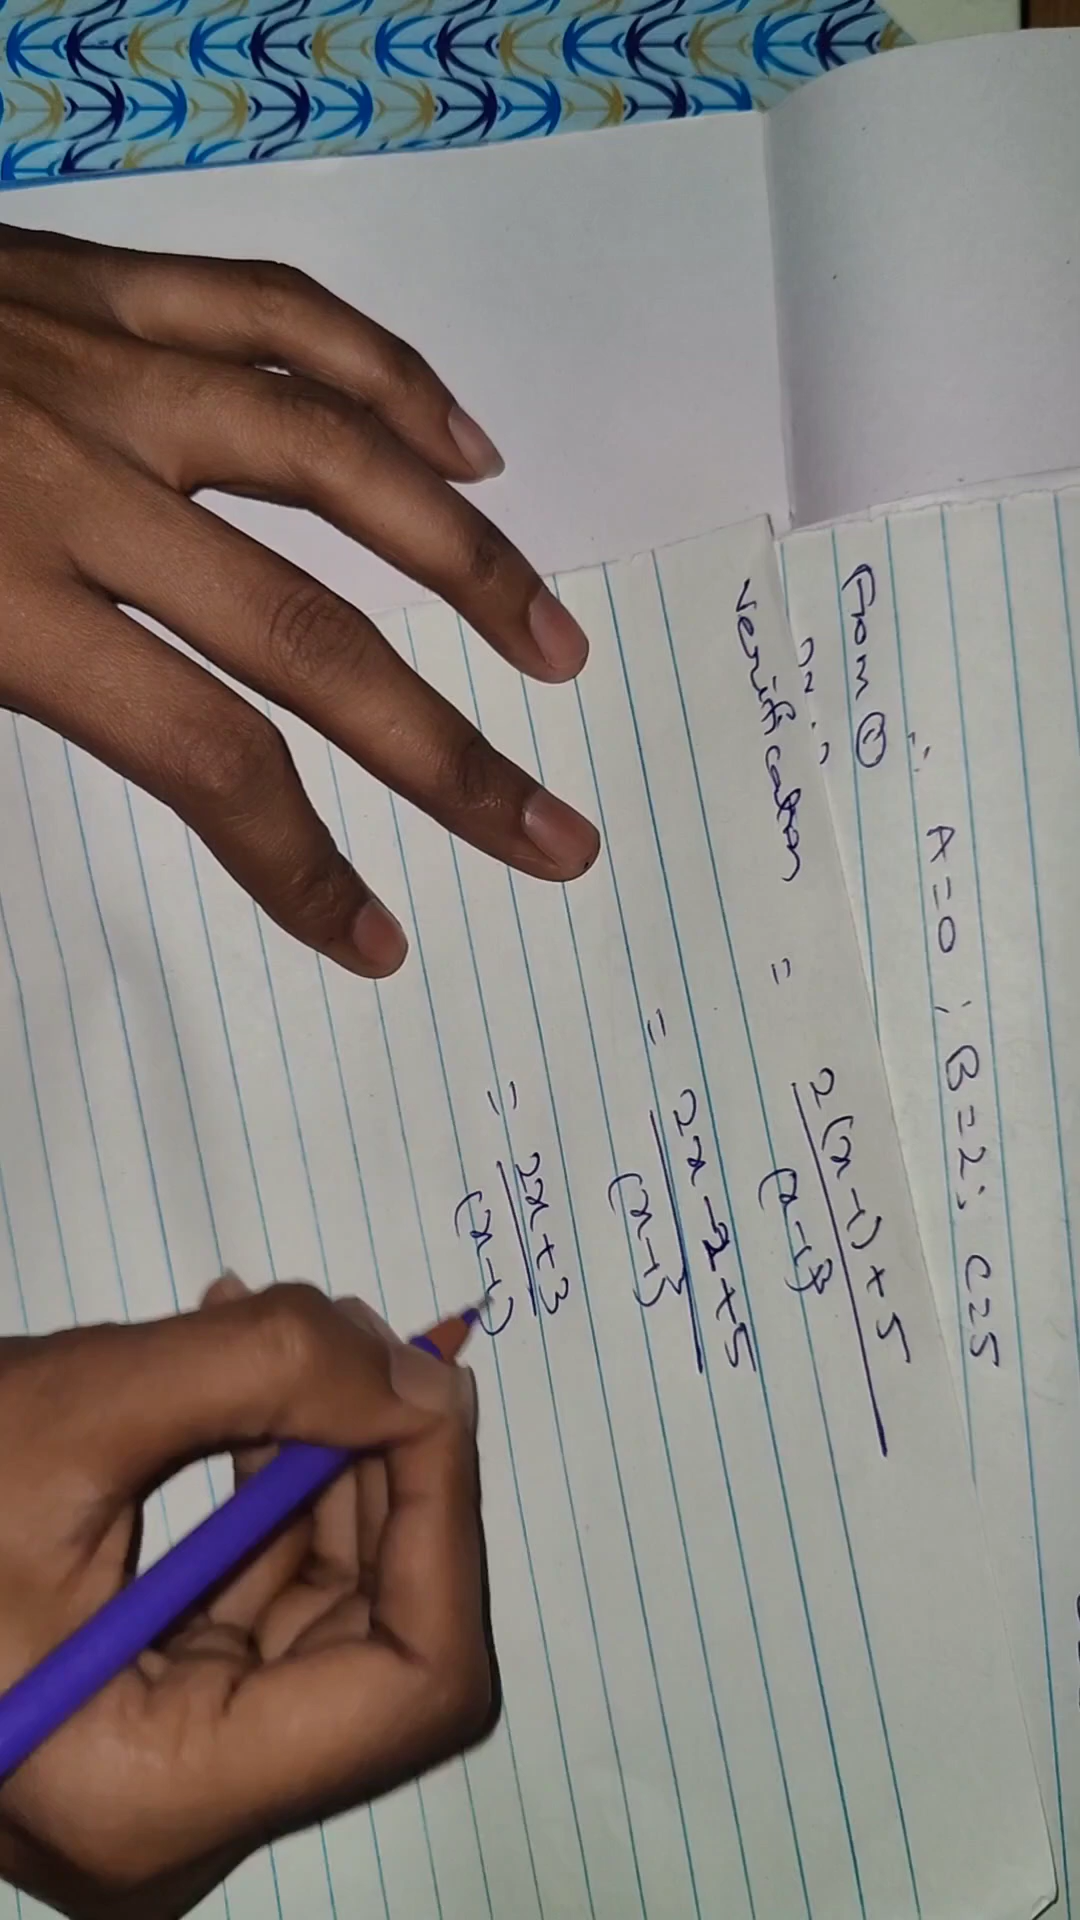 ∴ A=0 ; B=2 ; C=5
From ①
Verification = 2(x-1)+5 / (x-1)³
= 2x-2+5 / (x-1)³
= 2x+3 / (x-1)